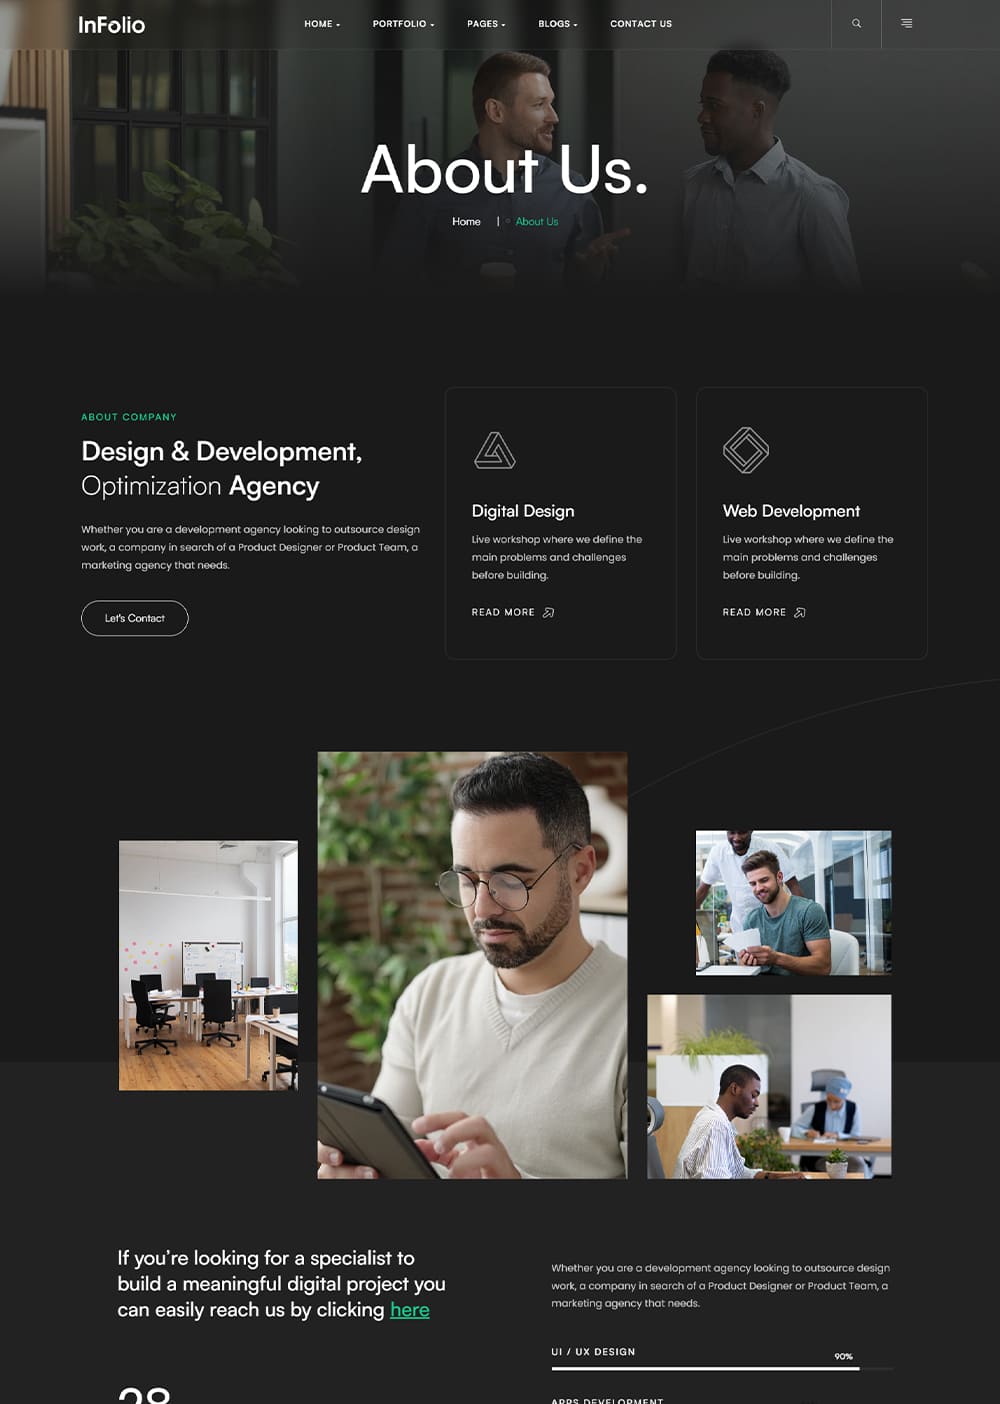 InFolio
HOME
PORTFOLIO
PAGES
BLOGS
CONTACT US
About Us.
Home | About Us
ABOUT COMPANY
Design & Development,
Optimization Agency
Whether you are a development agency looking to outsource design
work, a company in search of a Product Designer or Product Team, a
marketing agency that needs.
Let's Contact
Digital Design
Live workshop where we define the
main problems and challenges
before building.
READ MORE
Web Development
Live workshop where we define the
main problems and challenges
before building.
READ MORE
If you’re looking for a specialist to
build a meaningful digital project you
can easily reach us by clicking here
28
Whether you are a development agency looking to outsource design
work, a company in search of a Product Designer or Product Team, a
marketing agency that needs.
UI / UX DESIGN
90%
APPS DEVELOPMENT